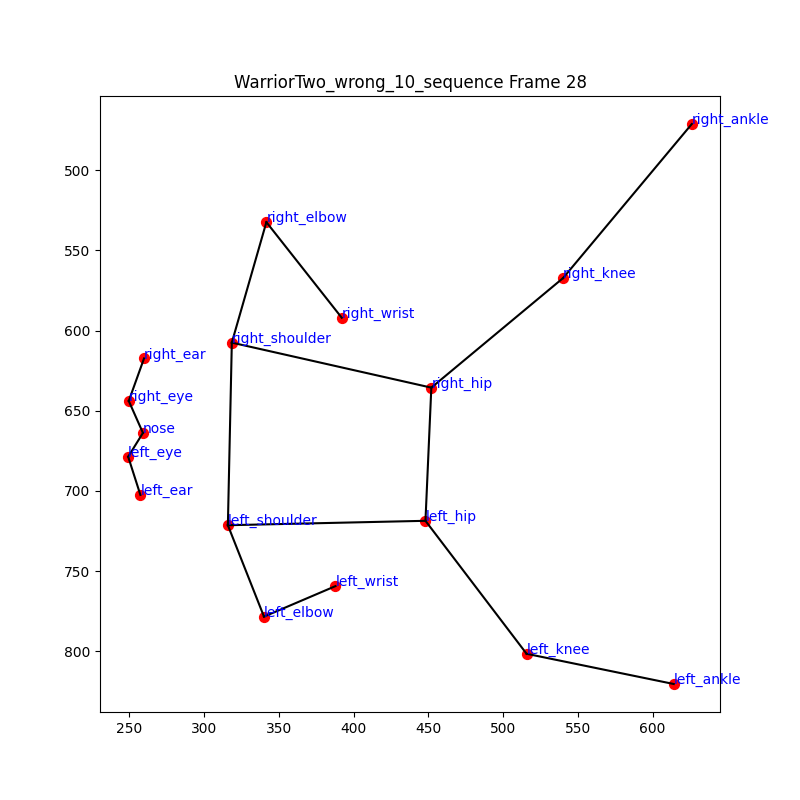 WarriorTwo_wrong_10_sequence Frame 28
right_ankle
500
right_elbow
550
right_knee
right_wrist
600
right_shoulder
right_ear
right_hip
650
right_eye
nose
left_eye
700
left_ear
left_hip
left_shoulder
750
left_wrist
left_elbow
800
left_knee
left_ankle
250 300 350 400 450 500 550 600